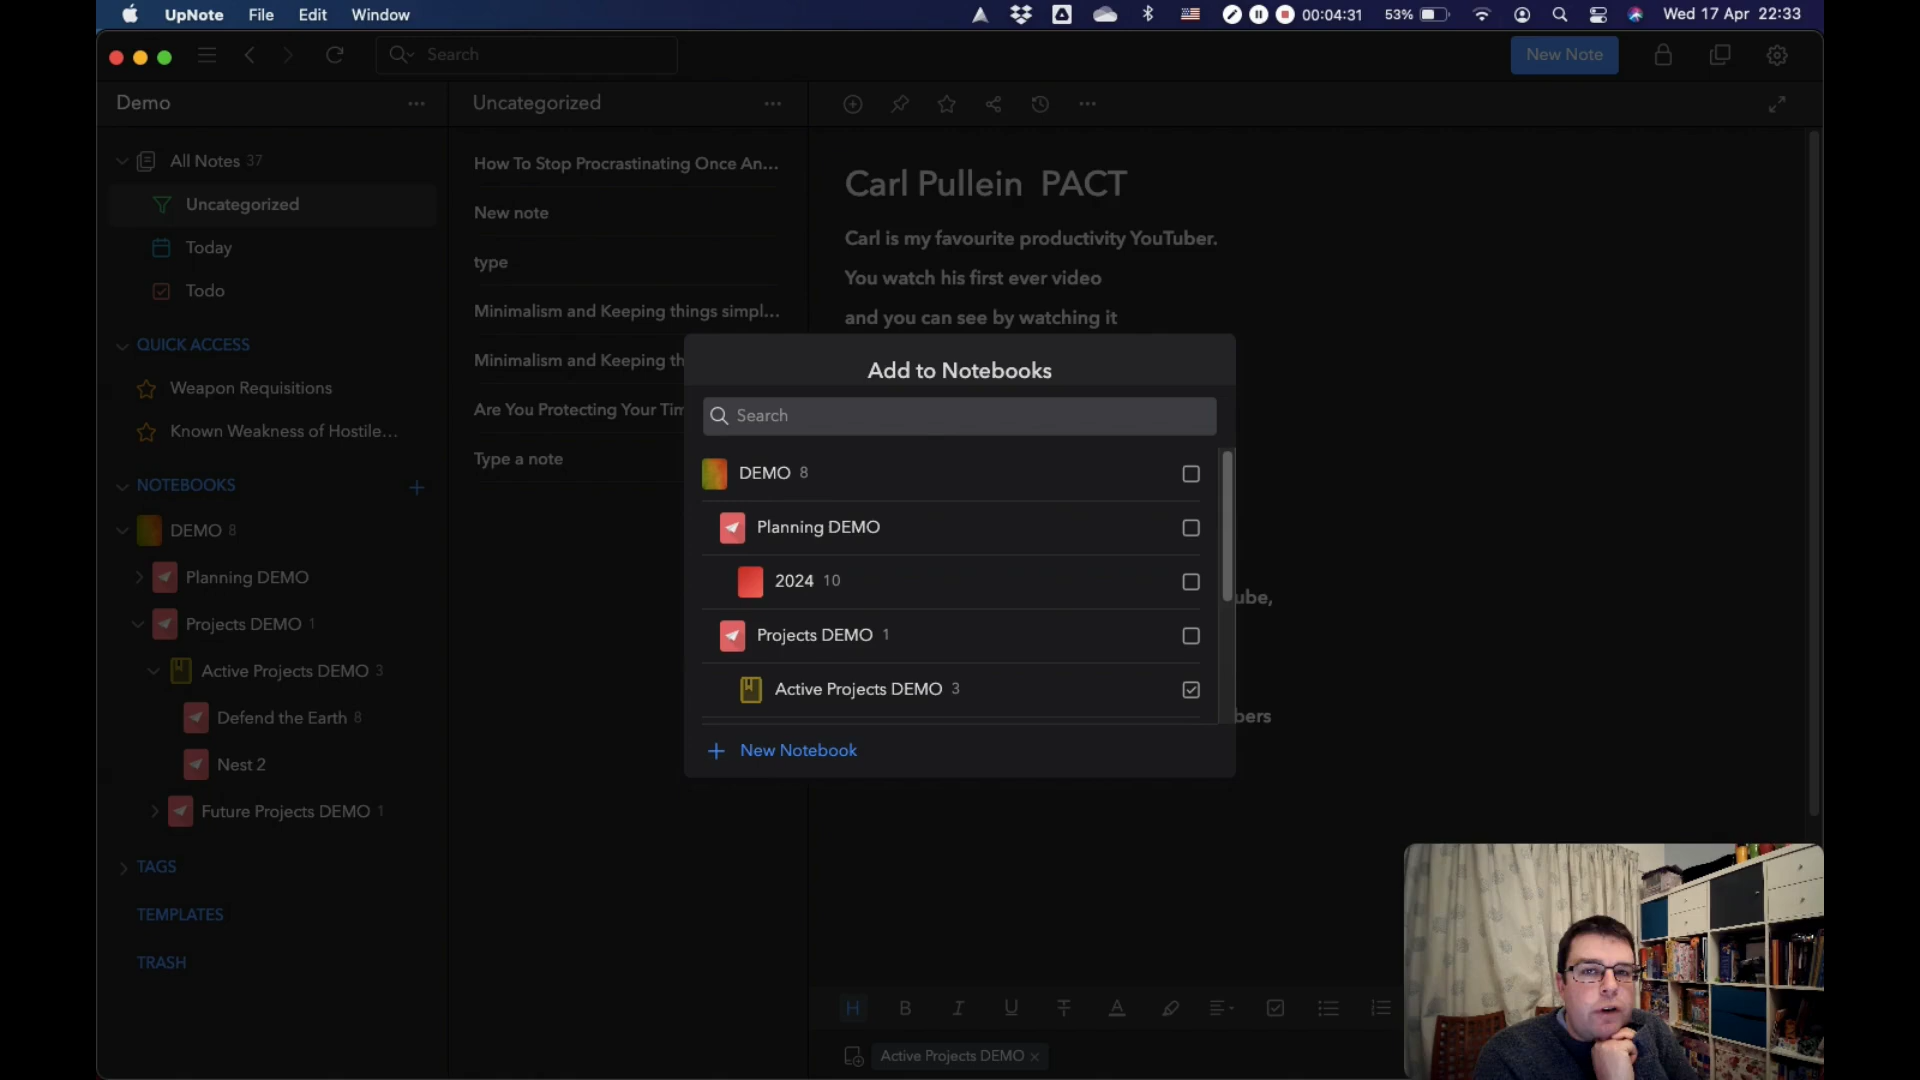 UpNote File Edit Window
00:04:31 53% Wed 17 Apr 22:33
Search
New Note
Demo
Uncategorized
All Notes 37
Uncategorized
Today
Todo
QUICK ACCESS
Weapon Requisitions
Known Weakness of Hostile...
NOTEBOOKS
DEMO 8
Planning DEMO
Projects DEMO 1
Active Projects DEMO 3
Defend the Earth 8
Nest 2
Future Projects DEMO 1
TAGS
TEMPLATES
TRASH
How To Stop Procrastinating Once An...
New note
type
Minimalism and Keeping things simpl...
Minimalism and Keeping th
Are You Protecting Your Tim
Type a note
Carl Pullein PACT
Carl is my favourite productivity YouTuber.
You watch his first ever video
and you can see by watching it
ube,
bers
Add to Notebooks
Search
DEMO 8
Planning DEMO
2024 10
Projects DEMO 1
Active Projects DEMO 3
New Notebook
H B I U T A
Active Projects DEMO